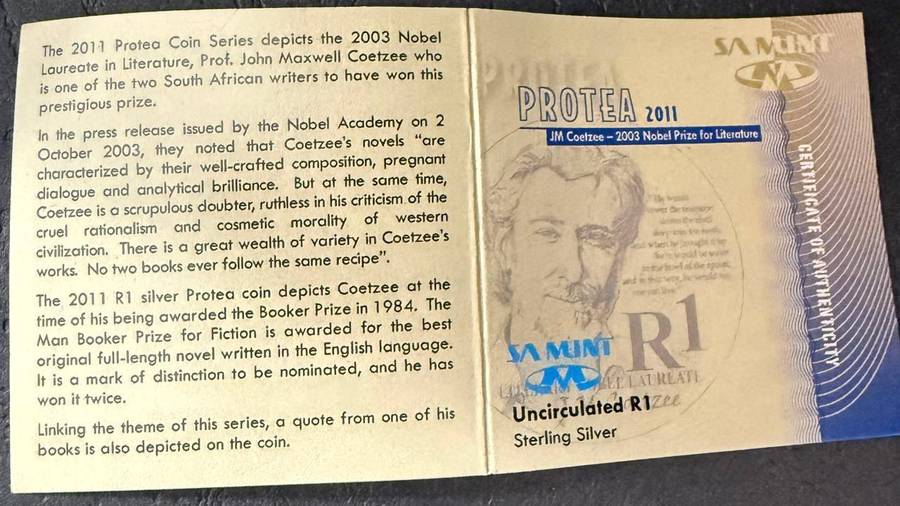 The 2011 Protea Coin Series depicts the 2003 Nobel
Laureate in Literature, Prof. John Maxwell Coetzee who
is one of the two South African writers to have won this
prestigious prize.
In the press release issued by the Nobel Academy on 2
October 2003, they noted that Coetzee's novels "are
characterized by their well-crafted composition, pregnant
dialogue and analytical brilliance. But at the same time,
Coetzee is a scrupulous doubter, ruthless in his criticism of the
cruel rationalism and cosmetic morality of western
civilization. There is a great wealth of variety in Coetzee's
works. No two books ever follow the same recipe".
The 2011 R1 silver Protea coin depicts Coetzee at the
time of his being awarded the Booker Prize in 1984. The
Man Booker Prize for Fiction is awarded for the best
original full-length novel written in the English language.
It is a mark of distinction to be nominated, and he has
won it twice.
Linking the theme of this series, a quote from one of his
books is also depicted on the coin.
SA MINT
PROTEA
PROTEA 2011
JM Coetzee – 2003 Nobel Prize for Literature
CERTIFICATE OF AUTHENTICITY
R1
SA MINT
LAUREATE
Uncirculated R1
Sterling Silver